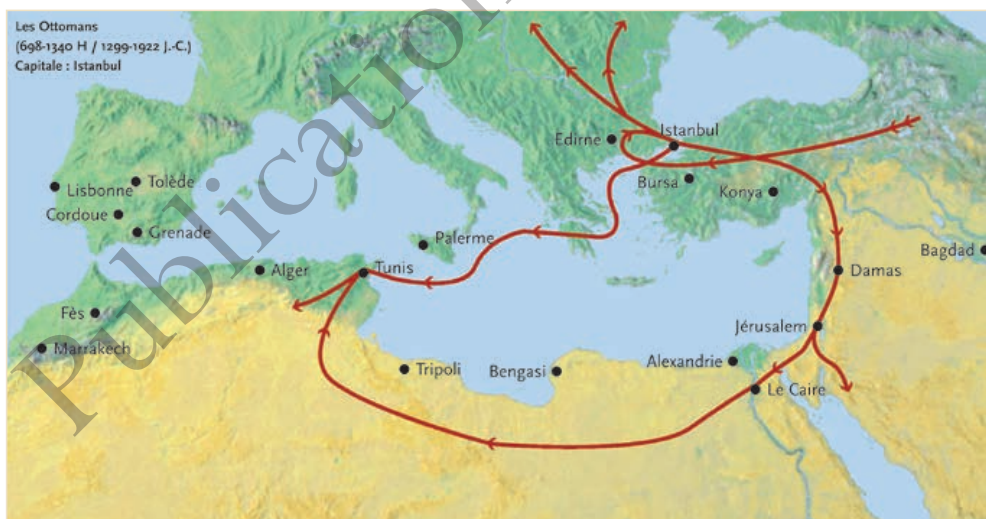 Les Ottomans
(698-1340 H / 1299-1922 J.-C.)
Capitale : Istanbul
Publication
Edirne
Istanbul
Lisbonne
Tolède
Bursa
Konya
Cordoue
Grenade
Palerme
Bagdad
Alger
Tunis
Damas
Fès
Jérusalem
Marrakech
Tripoli
Bengasi
Alexandrie
Le Caire